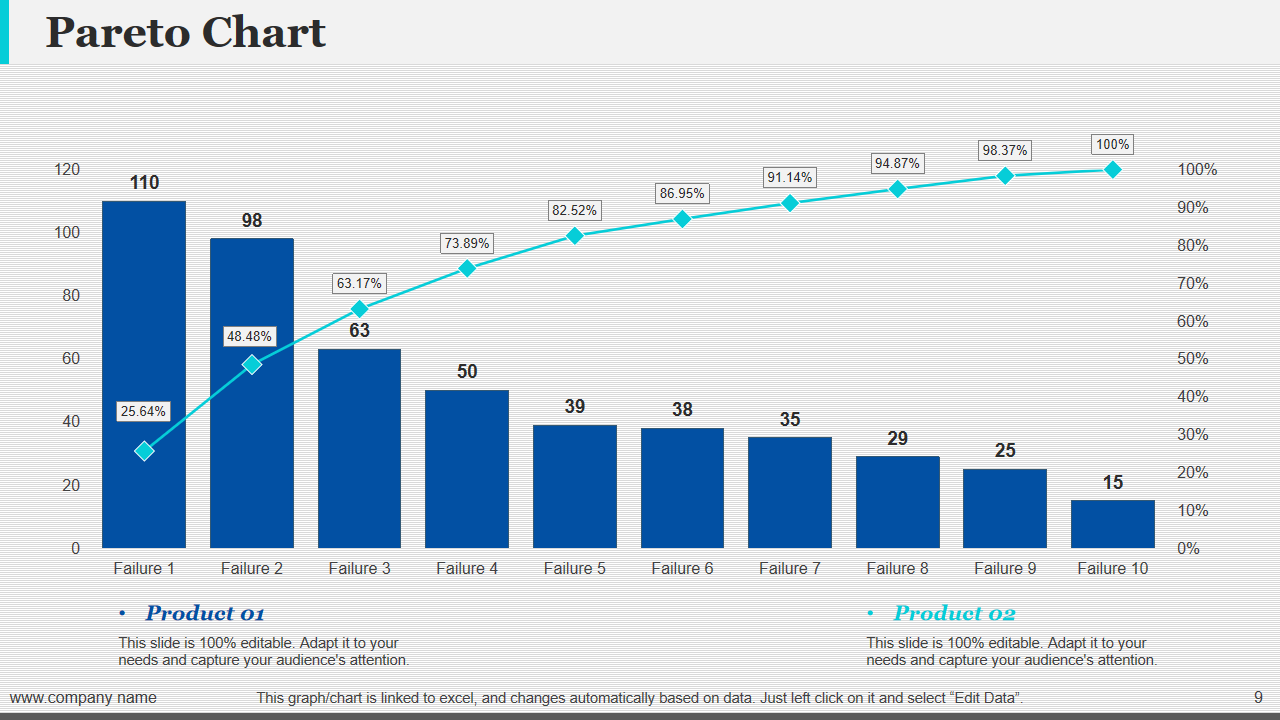 Pareto Chart
120
100
80
60
40
20
0
110
98
63
50
39
38
35
29
25
15
25.64%
48.48%
63.17%
73.89%
82.52%
86.95%
91.14%
94.87%
98.37%
100%
100%
90%
80%
70%
60%
50%
40%
30%
20%
10%
0%
Failure 1
Failure 2
Failure 3
Failure 4
Failure 5
Failure 6
Failure 7
Failure 8
Failure 9
Failure 10
• Product 01
This slide is 100% editable. Adapt it to your
needs and capture your audience's attention.
• Product 02
This slide is 100% editable. Adapt it to your
needs and capture your audience's attention.
www.company name
This graph/chart is linked to excel, and changes automatically based on data. Just left click on it and select “Edit Data”.
9